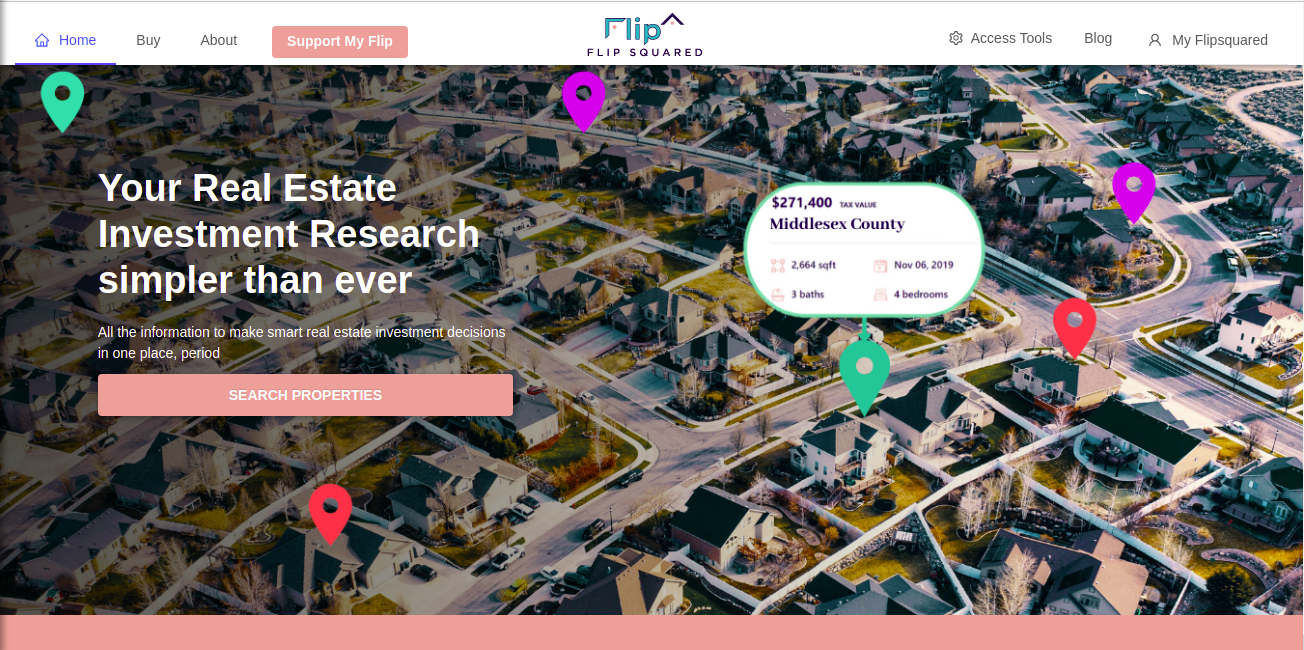 Home
Buy
About
Support My Flip
Flip
FLIP SQUARED
Access Tools
Blog
My Flipsquared
Your Real Estate
Investment Research
simpler than ever
All the information to make smart real estate investment decisions
in one place, period
SEARCH PROPERTIES
$271,400 TAX VALUE
Middlesex County
2,664 sqft
Nov 06, 2019
3 baths
4 bedrooms